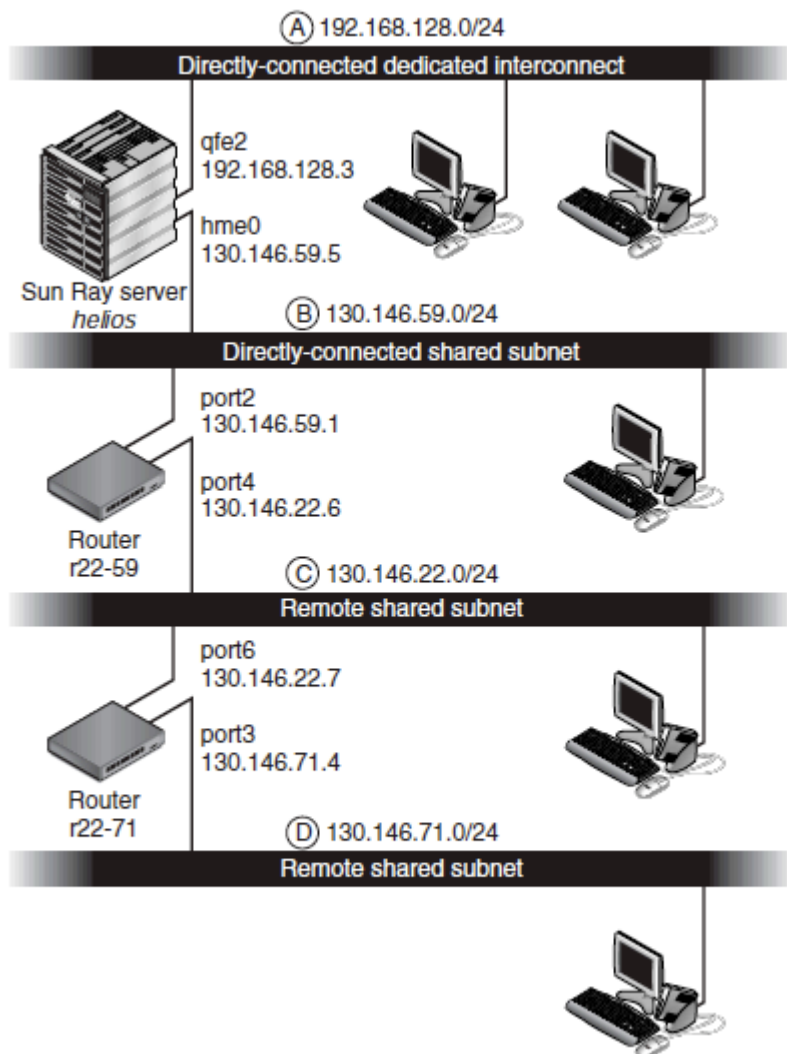 A 192.168.128.0/24
Directly-connected dedicated interconnect
qfe2
192.168.128.3
hme0
130.146.59.5
Sun Ray server
helios
B 130.146.59.0/24
Directly-connected shared subnet
port2
130.146.59.1
port4
130.146.22.6
Router
r22-59
C 130.146.22.0/24
Remote shared subnet
port6
130.146.22.7
port3
130.146.71.4
Router
r22-71
D 130.146.71.0/24
Remote shared subnet